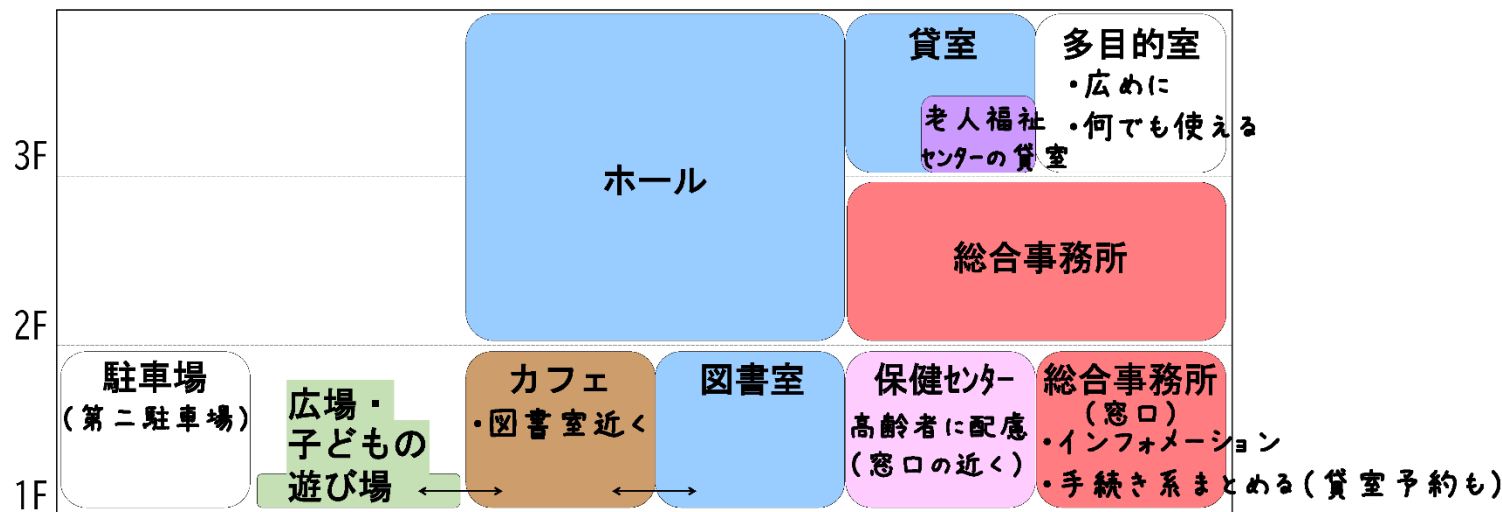 3F
2F
1F
ホール
貸室
老人福祉
センターの貸室
多目的室
・広めに
・何でも使える
総合事務所
駐車場
(第二駐車場)
広場・
子どもの
遊び場
カフェ
・図書室近く
図書室
保健センター
高齢者に配慮
(窓口の近く)
総合事務所
(窓口)
・インフォメーション
・手続き系まとめる(貸室予約も)